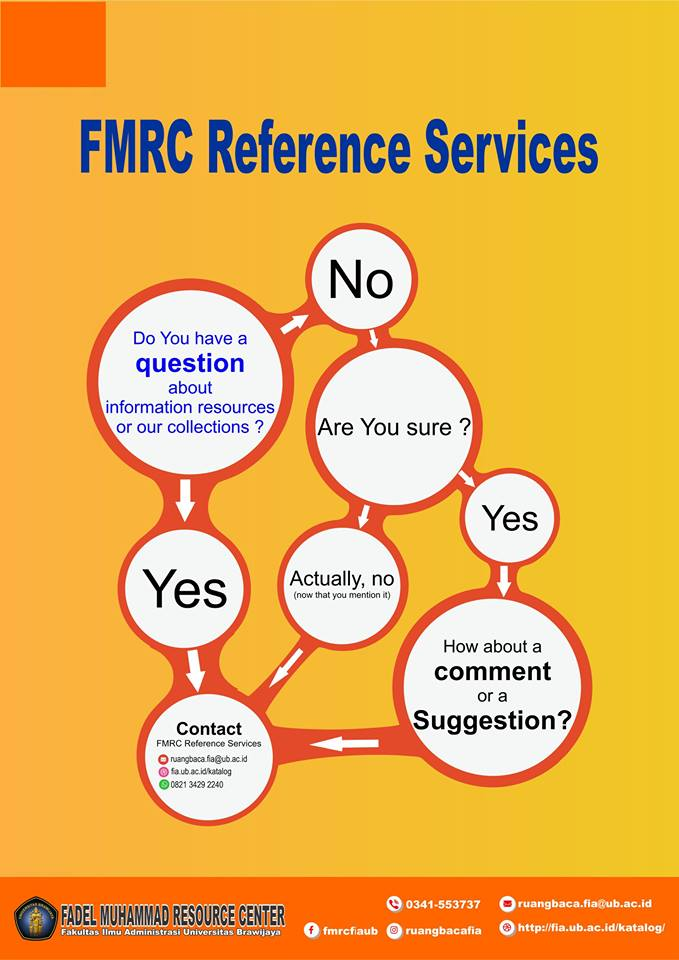 FMRC Reference Services
No
Do You have a
question
about
information resources
or our collections ?
Are You sure ?
Yes
Yes
Actually, no
(now that you mention it)
How about a
comment
or a
Suggestion?
Contact
FMRC Reference Services
ruangbaca.fia@ub.ac.id
fia.ub.ac.id/katalog
0821 3429 2240
FADEL MUHAMMAD RESOURCE CENTER
Fakultas Ilmu Administrasi Universitas Brawijaya
0341-553737
ruangbaca.fia@ub.ac.id
fmrcfiaub
ruangbacafia
http://fia.ub.ac.id/katalog/